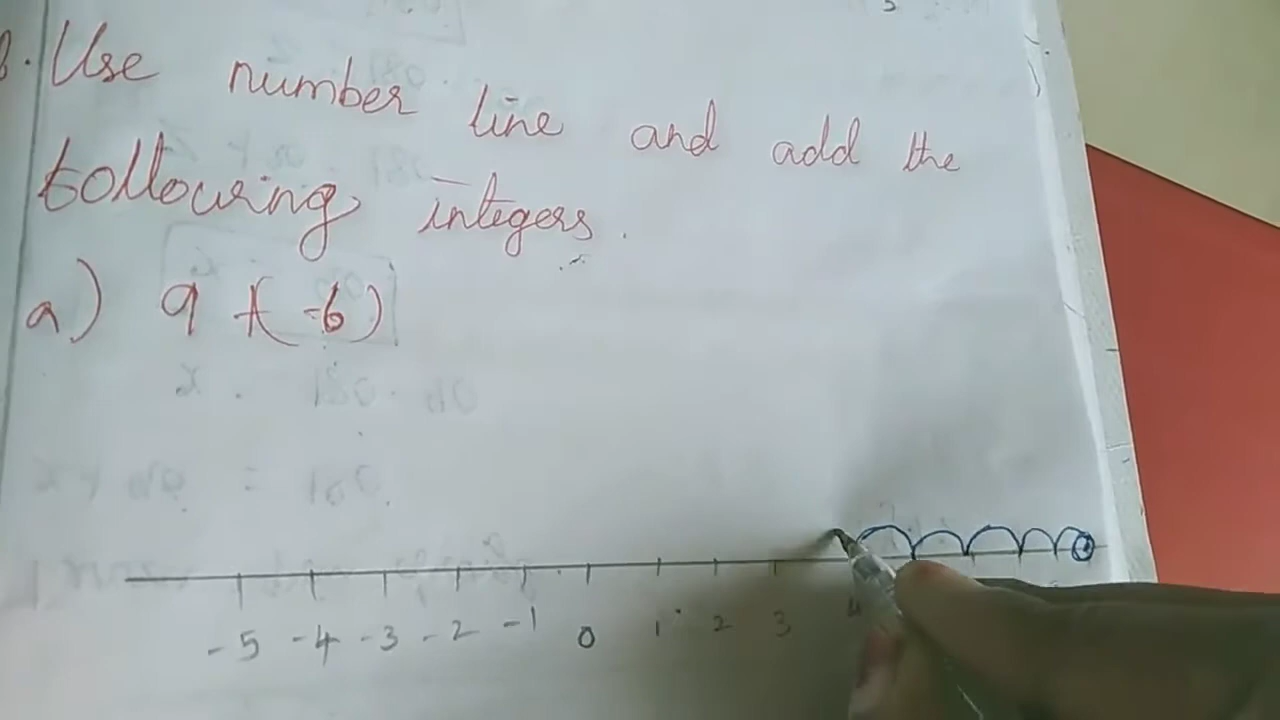 Use number line and add the
following integers.
a) 9 +(-6)
-5 -4 -3 -2 -1 0 1 2 3 4